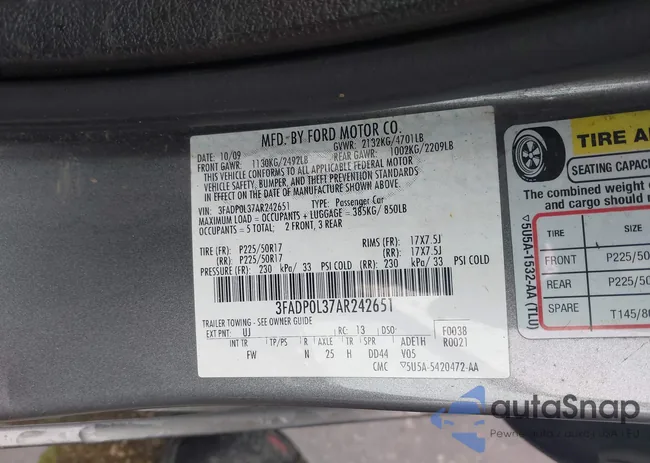 MFD. BY FORD MOTOR CO.
DATE: 10/09 GVWR: 2132KG/4701LB
FRONT GAWR: 1130KG/2492LB REAR GAWR: 1002KG/2209LB
THIS VEHICLE CONFORMS TO ALL APPLICABLE FEDERAL MOTOR
VEHICLE SAFETY, BUMPER, AND THEFT PREVENTION STANDARDS
IN EFFECT ON THE DATE OF MANUFACTURE SHOWN ABOVE.
VIN: 3FADP0L37AR242651 TYPE: Passenger Car
MAXIMUM LOAD = OCCUPANTS + LUGGAGE = 385KG/850LB
OCCUPANTS = 5 TOTAL: 2 FRONT, 3 REAR
TIRE (FR): P225/50R17 RIMS (FR): 17X7.5J
(RR): P225/50R17 (RR): 17X7.5J
PRESSURE (FR): 230 kPa/ 33 PSI COLD (RR): 230 kPa/ 33 PSI COLD
3FADP0L37AR242651
TRAILER TOWING - SEE OWNER GUIDE
EXT PNT: UJ RC: 13 DSO: F0038
INT TR TP/PS R AXLE TR SPR ADE1H R0021
FW N 25 H DD44 V05
CMC ▽5U5A-5420472-AA
TIRE A
SEATING CAPAC
The combined weight o
and cargo should
TIRE SIZE
FRONT P225/50
REAR P225/50
SPARE T145/80
▽5U5A-1532-AA (TLU)
autaSnap